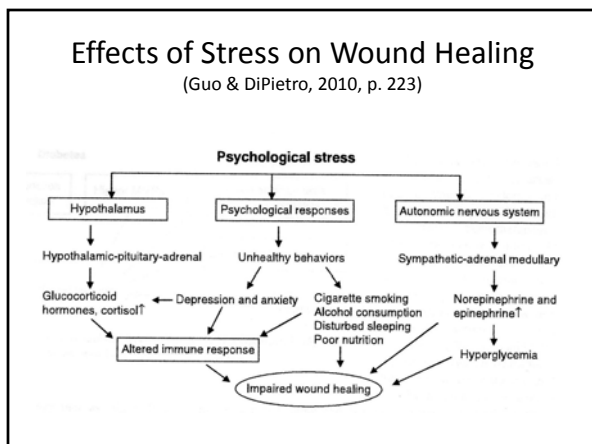 Effects of Stress on Wound Healing
(Guo & DiPietro, 2010, p. 223)
Psychological stress
Hypothalamus
Psychological responses
Autonomic nervous system
Hypothalamic-pituitary-adrenal
Unhealthy behaviors
Sympathetic-adrenal medullary
Glucocorticoid
hormones, cortisol↑
Depression and anxiety
Cigarette smoking
Alcohol consumption
Disturbed sleeping
Poor nutrition
Norepinephrine and
epinephrine↑
Altered immune response
Hyperglycemia
Impaired wound healing